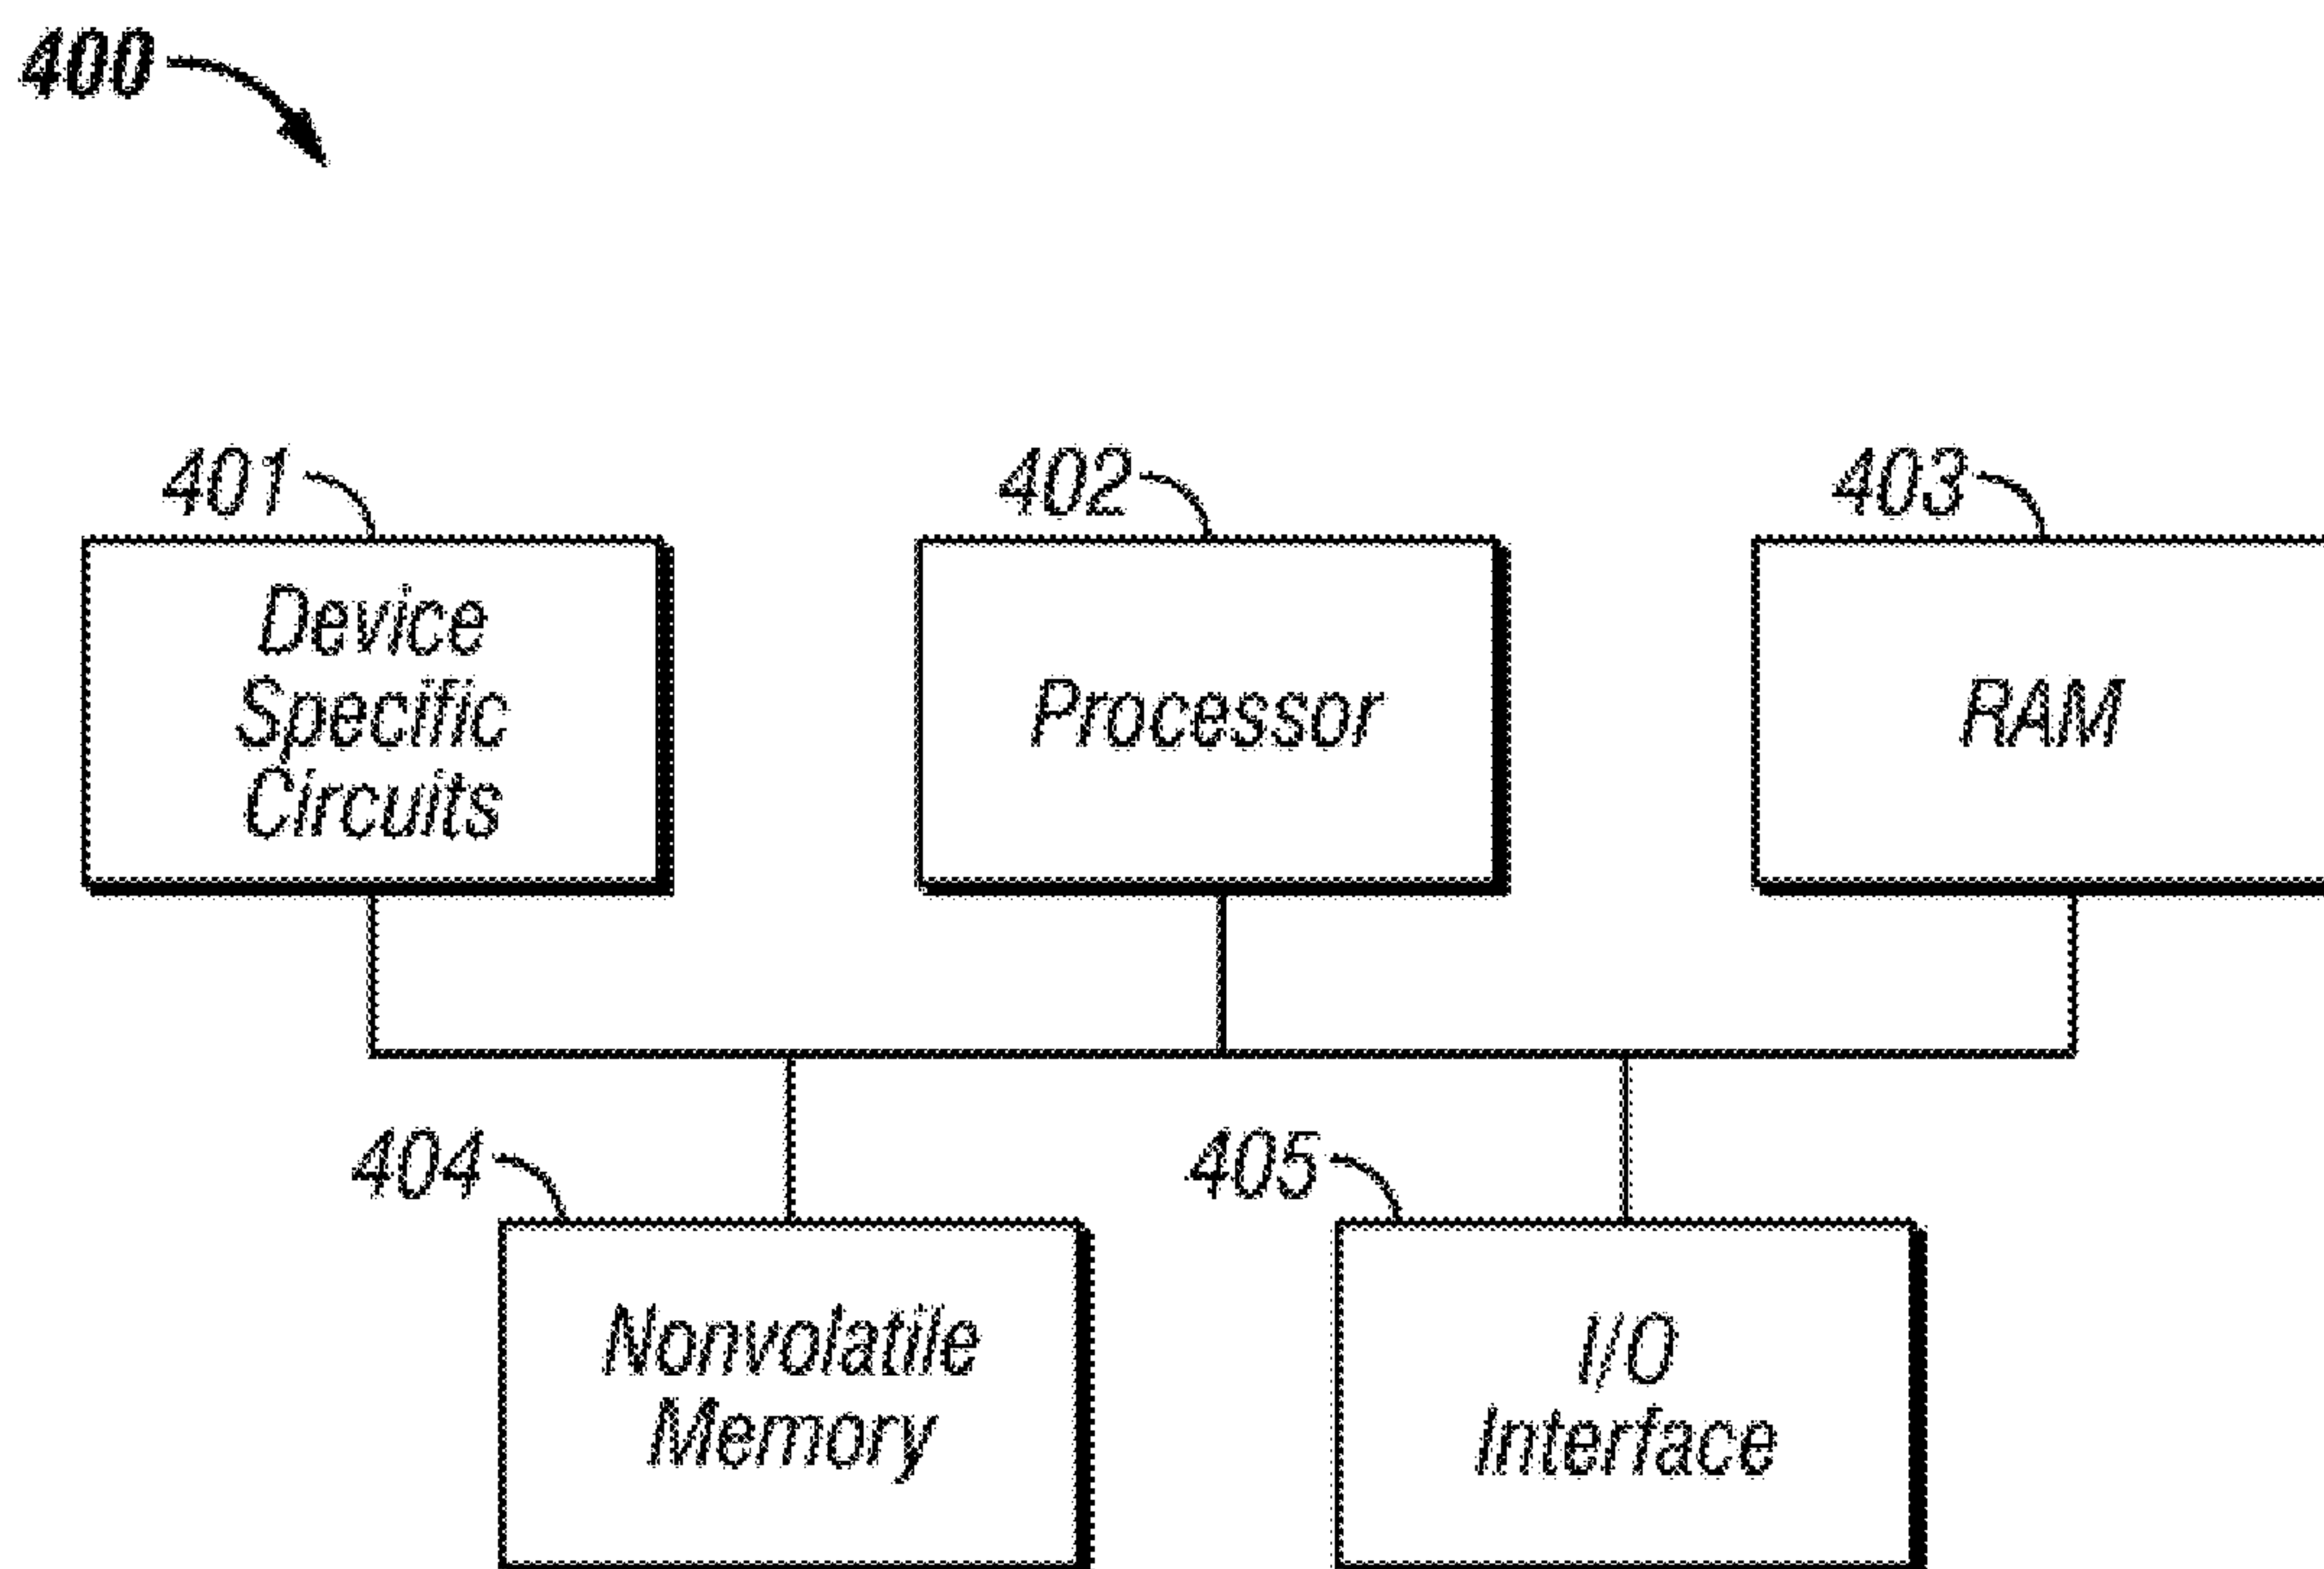 400
401
402
403
Device
Specific
Circuits
Processor
RAM
404
405
Nonvolatile
Memory
I/O
Interface